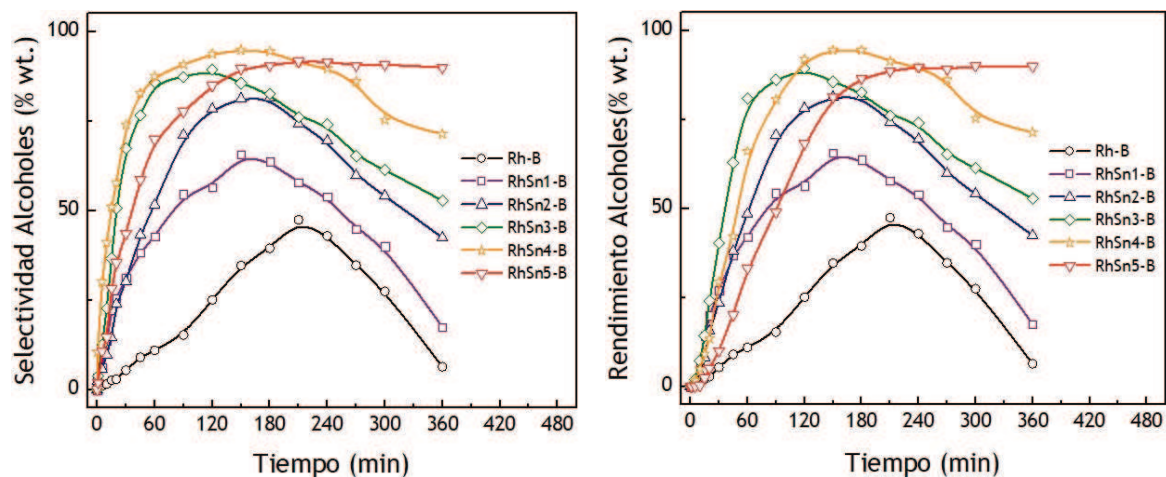 Selectividad Alcoholes (% wt.)
100
50
0
0 60 120 180 240 300 360 420 480
Tiempo (min)
Rh-B
RhSn1-B
RhSn2-B
RhSn3-B
RhSn4-B
RhSn5-B
Rendimiento Alcoholes(% wt.)
100
50
0
0 60 120 180 240 300 360 420 480
Tiempo (min)
Rh-B
RhSn1-B
RhSn2-B
RhSn3-B
RhSn4-B
RhSn5-B